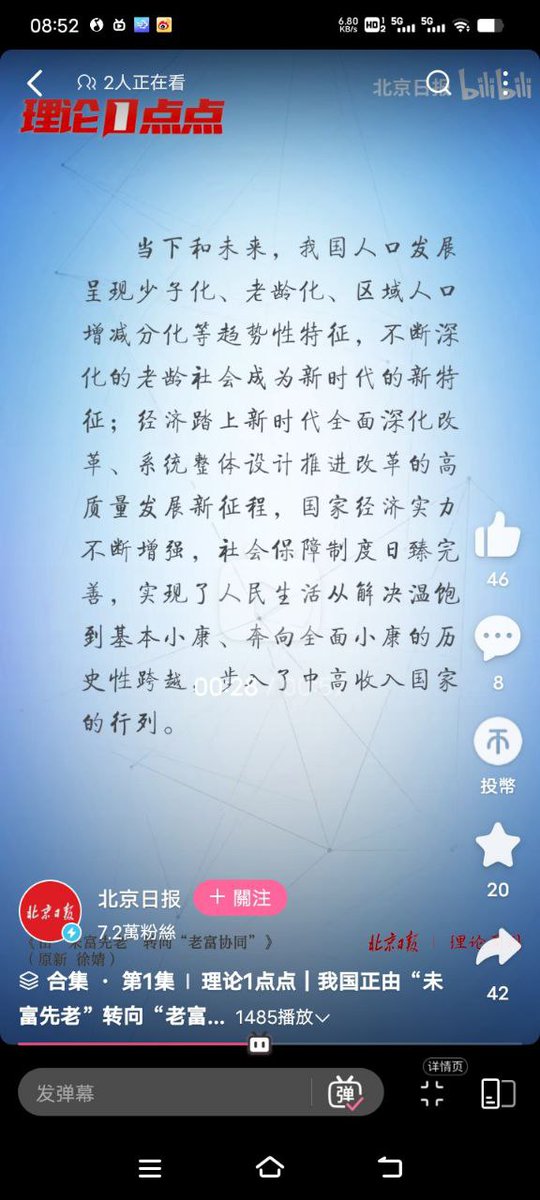 08:52
6.80 KB/S HD 1 2 5G 5G
2人正在看
北京日报 bilibili
理论1点点
当下和未来，我国人口发展
呈现少子化、老龄化、区域人口
增减分化等趋势性特征，不断深
化的老龄社会成为新时代的新特
征；经济踏上新时代全面深化改
革、系统整体设计推进改革的高
质量发展新征程，国家经济实力
不断增强，社会保障制度日臻完
善，实现了人民生活从解决温饱
到基本小康、奔向全面小康的历
史性跨越，步入了中高收入国家
的行列。
00:28
46
8
投幣
20
42
北京日報
北京日报
＋ 關注
7.2萬粉絲
“未富先老”转向“老富协同”》
（原新 徐婧）
北京日報 | 理论
合集 · 第1集 | 理论1点点 | 我国正由“未
富先老”转向“老富... 1485播放
发弹幕
弹
详情页